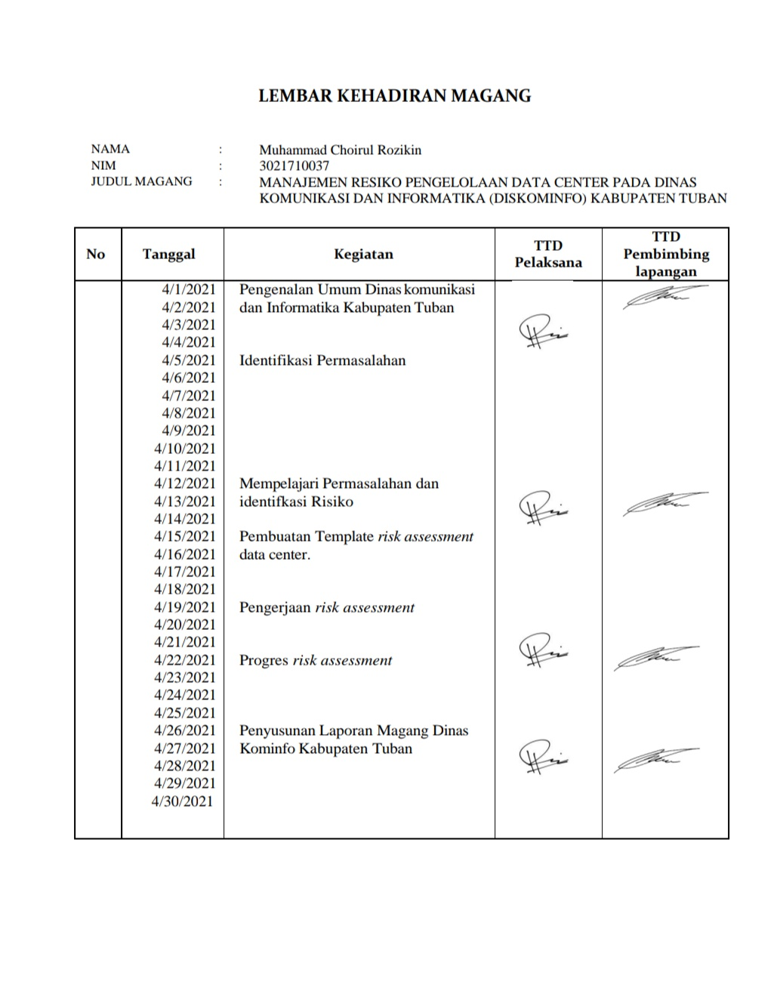 LEMBAR KEHADIRAN MAGANG
NAMA : Muhammad Choirul Rozikin
NIM : 3021710037
JUDUL MAGANG : MANAJEMEN RESIKO PENGELOLAAN DATA CENTER PADA DINAS
KOMUNIKASI DAN INFORMATIKA (DISKOMINFO) KABUPATEN TUBAN
No Tanggal Kegiatan TTD Pelaksana TTD Pembimbing lapangan
4/1/2021 Pengenalan Umum Dinas komunikasi
4/2/2021 dan Informatika Kabupaten Tuban
4/3/2021
4/4/2021
4/5/2021 Identifikasi Permasalahan
4/6/2021
4/7/2021
4/8/2021
4/9/2021
4/10/2021
4/11/2021
4/12/2021 Mempelajari Permasalahan dan
4/13/2021 identifkasi Risiko
4/14/2021
4/15/2021 Pembuatan Template risk assessment
4/16/2021 data center.
4/17/2021
4/18/2021
4/19/2021 Pengerjaan risk assessment
4/20/2021
4/21/2021
4/22/2021 Progres risk assessment
4/23/2021
4/24/2021
4/25/2021
4/26/2021 Penyusunan Laporan Magang Dinas
4/27/2021 Kominfo Kabupaten Tuban
4/28/2021
4/29/2021
4/30/2021